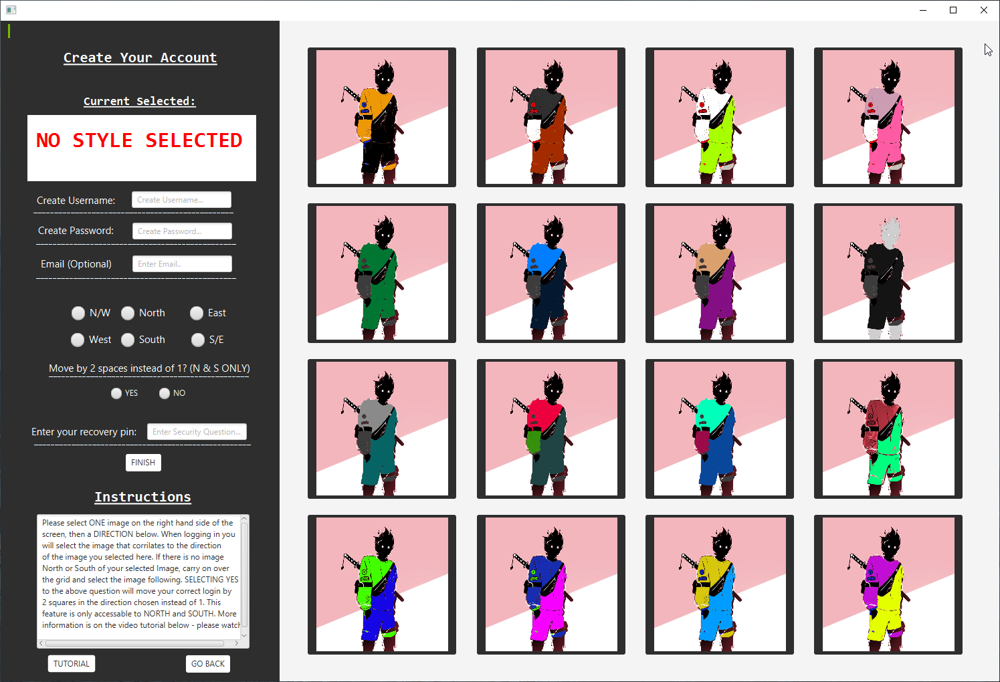 Create Your Account
Current Selected:
NO STYLE SELECTED
Create Username: Create Username...
Create Password: Create Password...
Email (Optional) Enter Email..
N/W North East
West South S/E
Move by 2 spaces instead of 1? (N & S ONLY)
YES NO
Enter your recovery pin: Enter Security Question...
FINISH
Instructions
Please select ONE image on the right hand side of the
screen, then a DIRECTION below. When logging in you
will select the image that corrilates to the direction
of the image you selected here. If there is no image
North or South of your selected Image, carry on over
the grid and select the image following. SELECTING YES
to the above question will move your correct login by
2 squares in the direction chosen instead of 1. This
feature is only accessable to NORTH and SOUTH. More
information is on the video tutorial below - please watch
TUTORIAL GO BACK